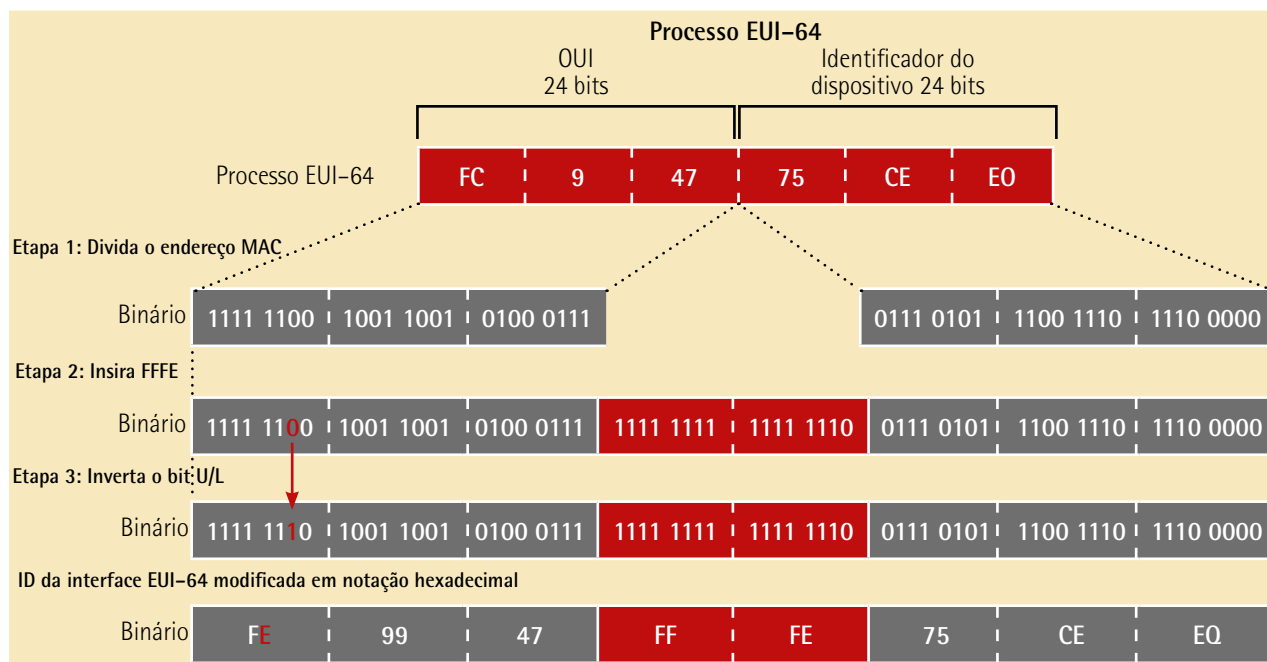 Processo EUI-64
OUI
24 bits
Identificador do
dispositivo 24 bits
Processo EUI-64 FC 9 47 75 CE EO
Etapa 1: Divida o endereço MAC
Binário 1111 1100 1001 1001 0100 0111 0111 0101 1100 1110 1110 0000
Etapa 2: Insira FFFE
Binário 1111 1100 1001 1001 0100 0111 1111 1111 1111 1110 0111 0101 1100 1110 1110 0000
Etapa 3: Inverta o bit U/L
Binário 1111 1110 1001 1001 0100 0111 1111 1111 1111 1110 0111 0101 1100 1110 1110 0000
ID da interface EUI-64 modificada em notação hexadecimal
Binário FE 99 47 FF FE 75 CE EQ